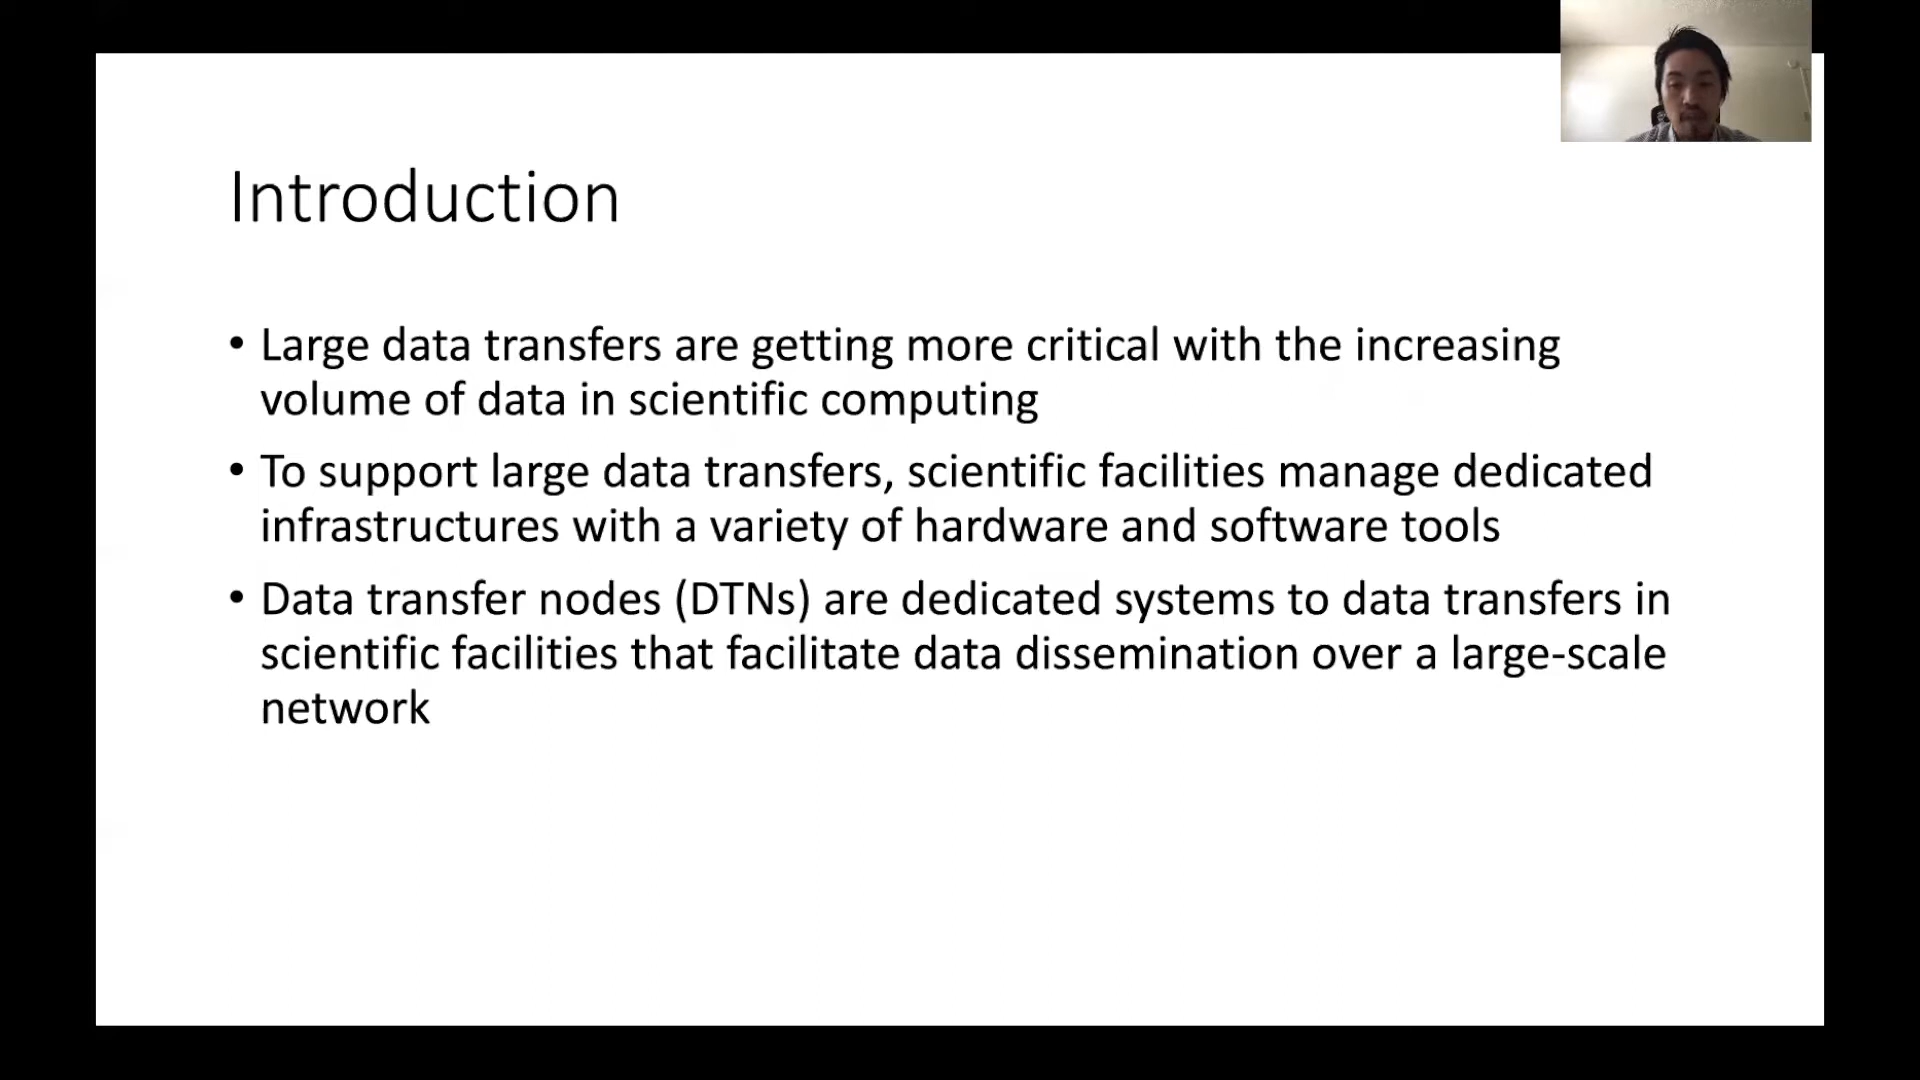 Introduction
• Large data transfers are getting more critical with the increasing
volume of data in scientific computing
• To support large data transfers, scientific facilities manage dedicated
infrastructures with a variety of hardware and software tools
• Data transfer nodes (DTNs) are dedicated systems to data transfers in
scientific facilities that facilitate data dissemination over a large-scale
network